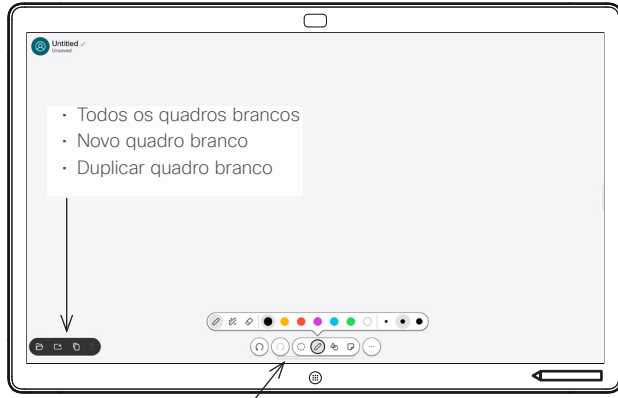 Untitled
Unsaved
· Todos os quadros brancos
· Novo quadro branco
· Duplicar quadro branco